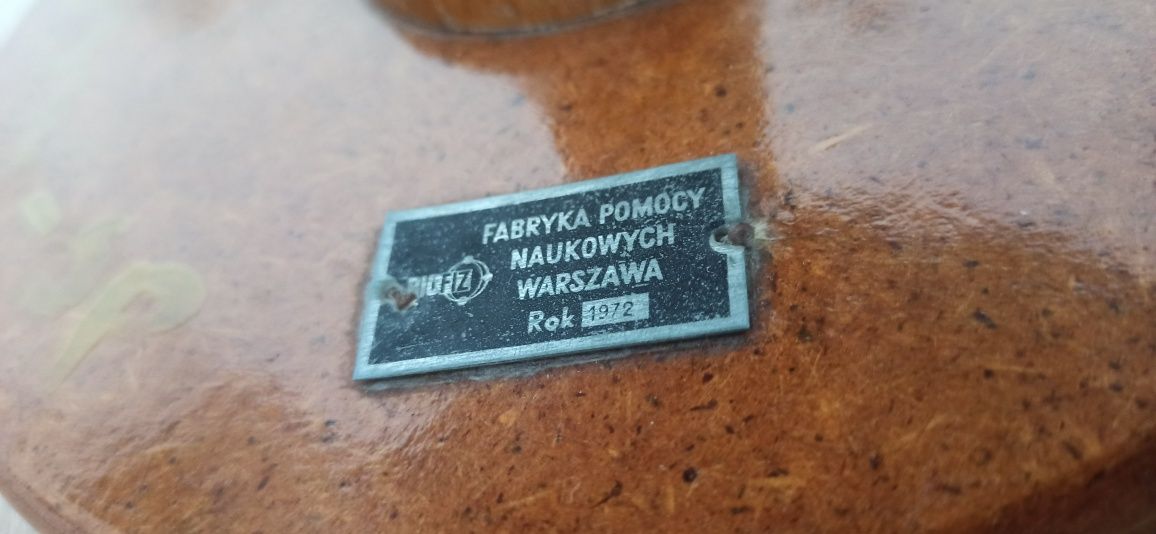 FABRYKA POMOCY
NAUKOWYCH
WARSZAWA
Rok 1972